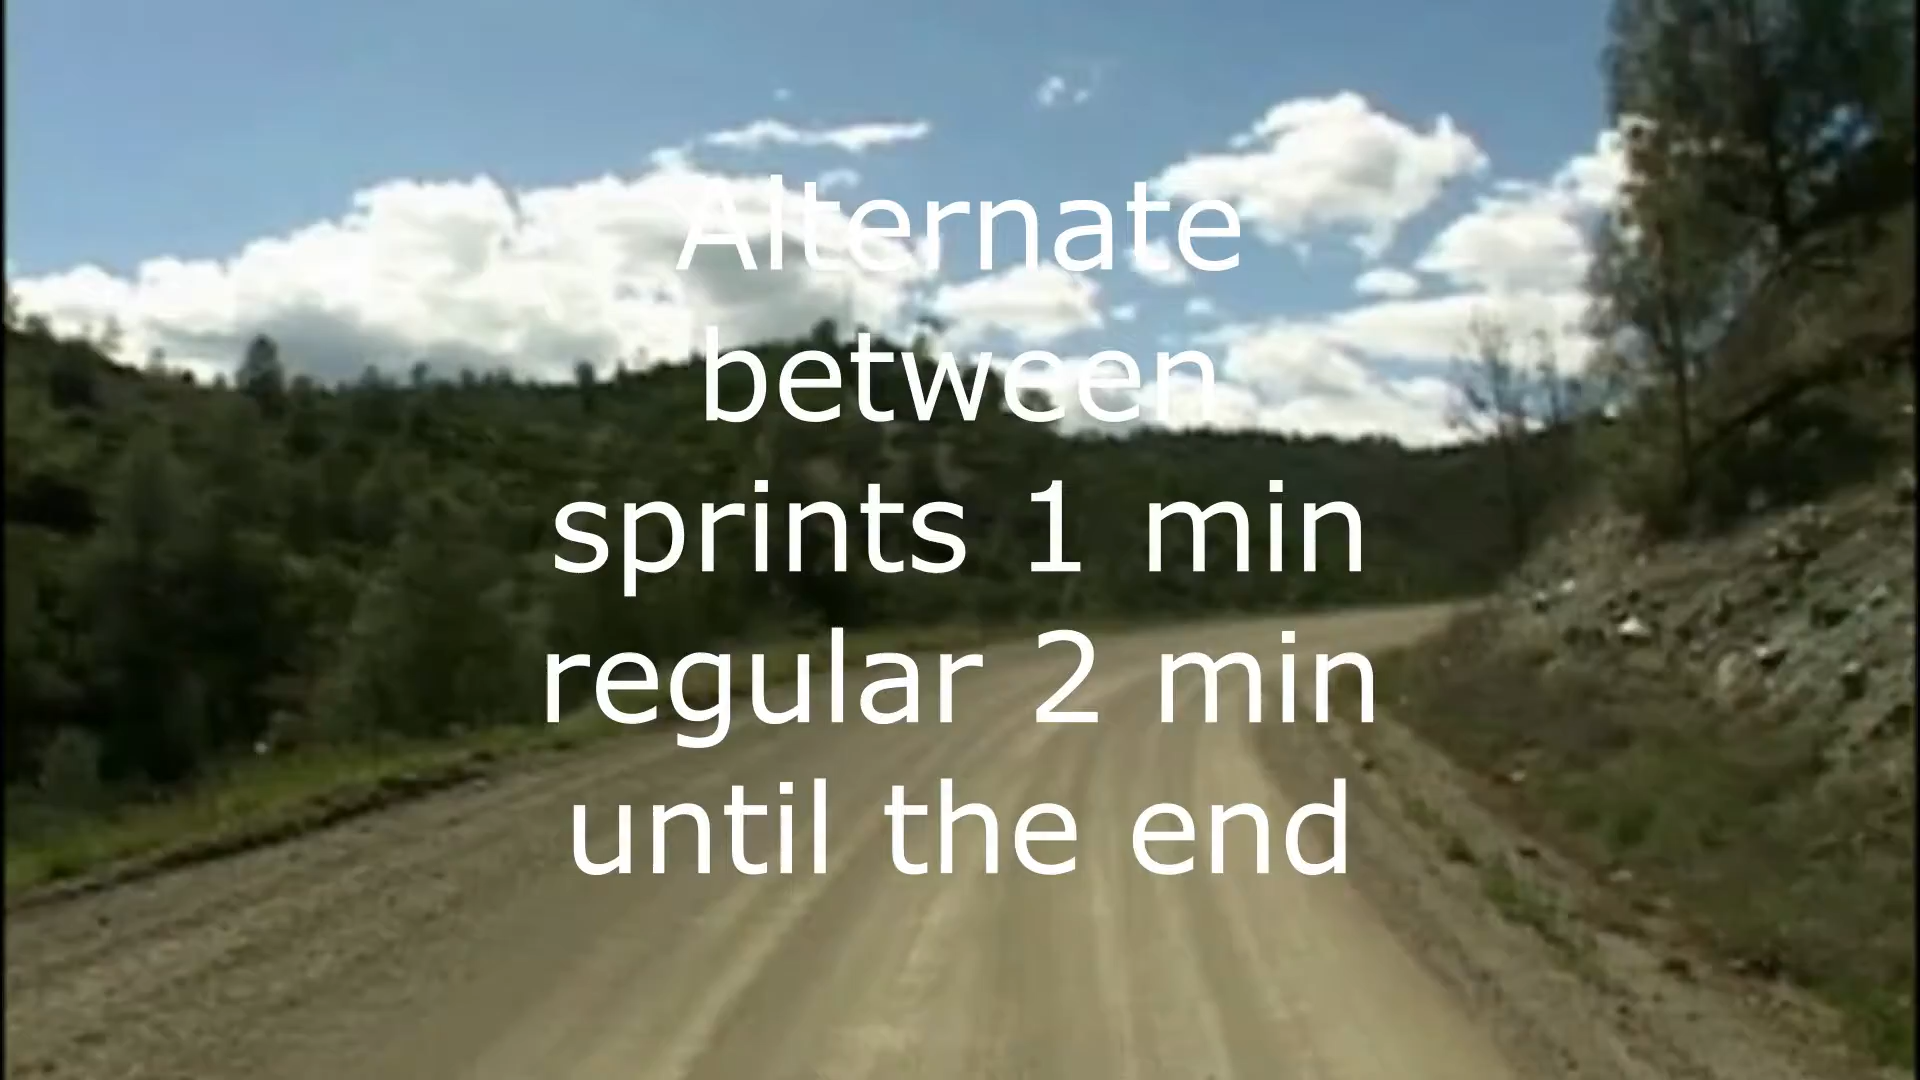 Alternate
between
sprints 1 min
regular 2 min
until the end